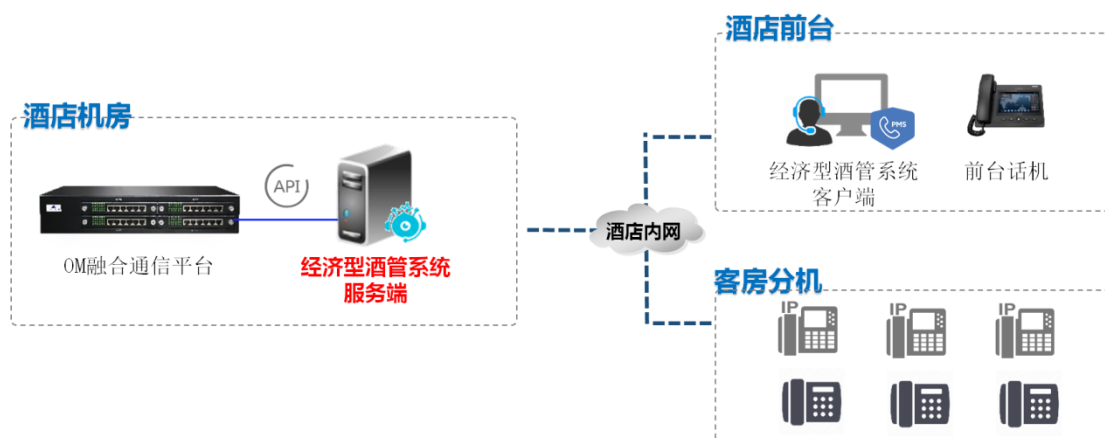 酒店机房
API
OM融合通信平台
经济型酒管系统
服务端
酒店内网
酒店前台
PMS
经济型酒管系统
客户端
前台话机
客房分机
IP
IP
IP